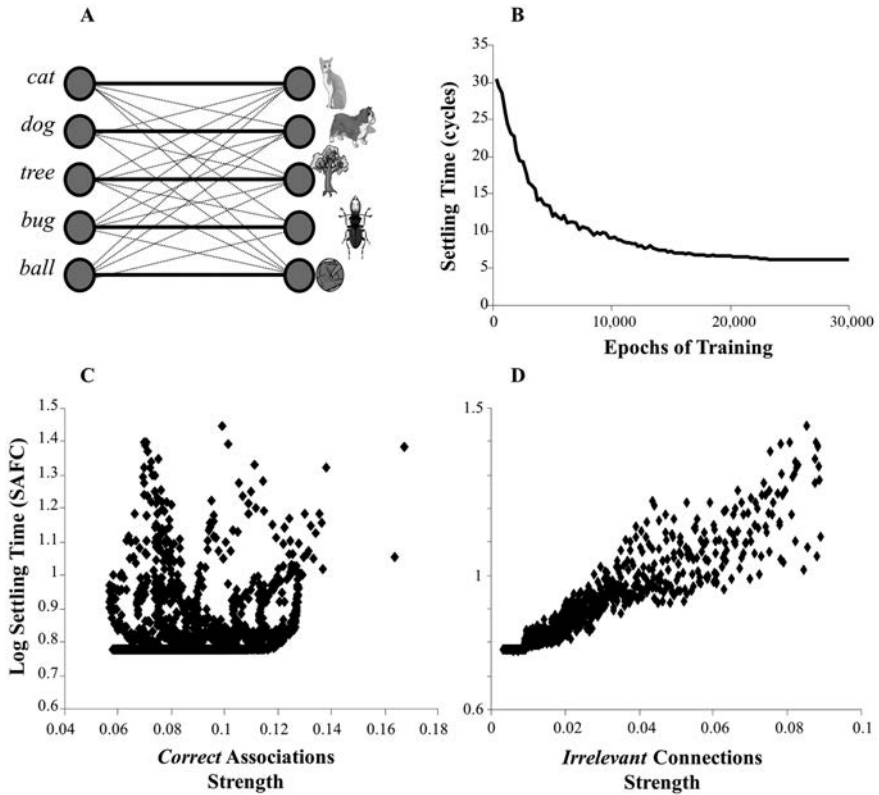 A
cat
dog
tree
bug
ball
B
Settling Time (cycles)
35
30
25
20
15
10
5
0
0
10,000
20,000
30,000
Epochs of Training
C
Log Settling Time (SAFC)
1.5
1.4
1.3
1.2
1.1
1
0.9
0.8
0.7
0.6
0.04
0.06
0.08
0.1
0.12
0.14
0.16
0.18
Correct Associations
Strength
D
1.5
1
0.6
0
0.02
0.04
0.06
0.08
0.1
Irrelevant Connections
Strength